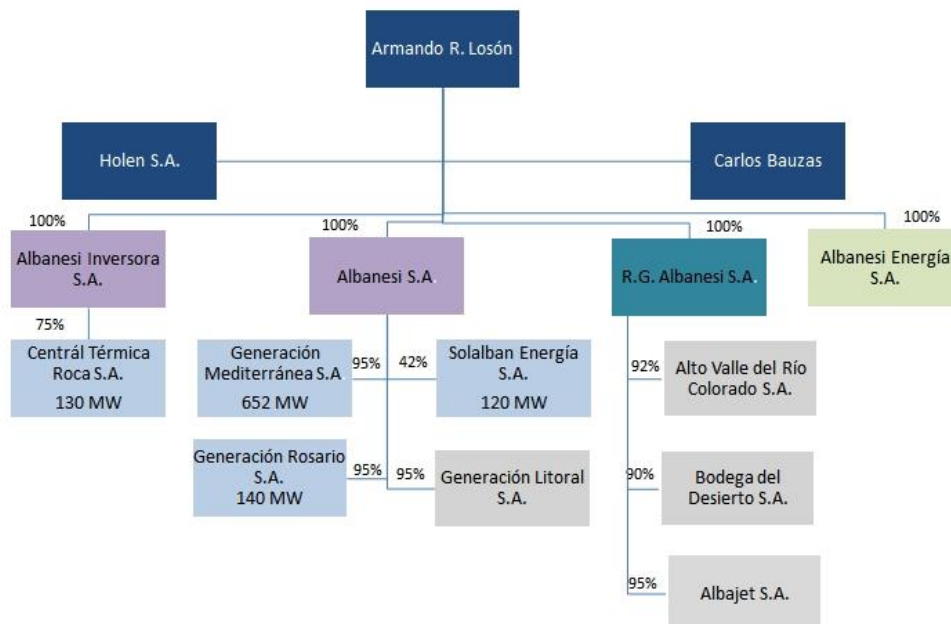 Armando R. Losón
Holen S.A.
Carlos Bauzas
100%
100%
100%
100%
Albanesi Inversora
S.A.
Albanesi S.A.
R.G. Albanesi S.A.
Albanesi Energía
S.A.
75%
Centrál Térmica
Roca S.A.
130 MW
Generación
Mediterránea S.A.
652 MW
95%
42%
Solalban Energía
S.A.
120 MW
92%
Alto Valle del Río
Colorado S.A.
Generación Rosario
S.A.
140 MW
95%
95%
Generación Litoral
S.A.
90%
Bodega del
Desierto S.A.
95%
Albajet S.A.